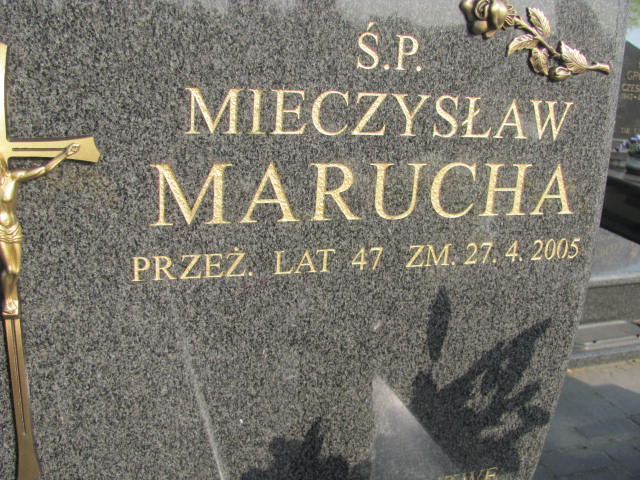 Ś.P.
MIECZYSŁAW
MARUCHA
PRZEŻ. LAT 47 ZM. 27. 4. 2005